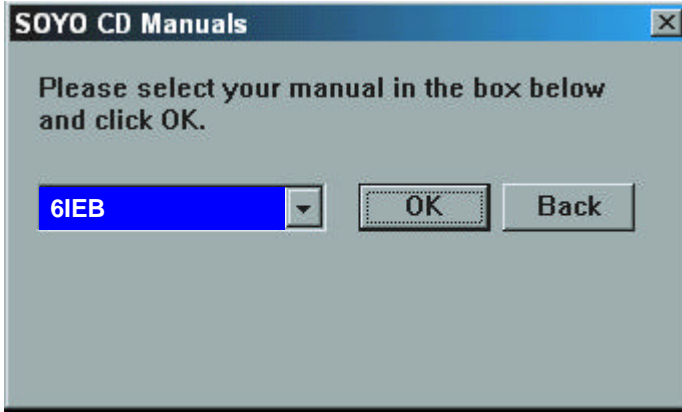 SOYO CD Manuals
Please select your manual in the box below
and click OK.
6IEB OK Back